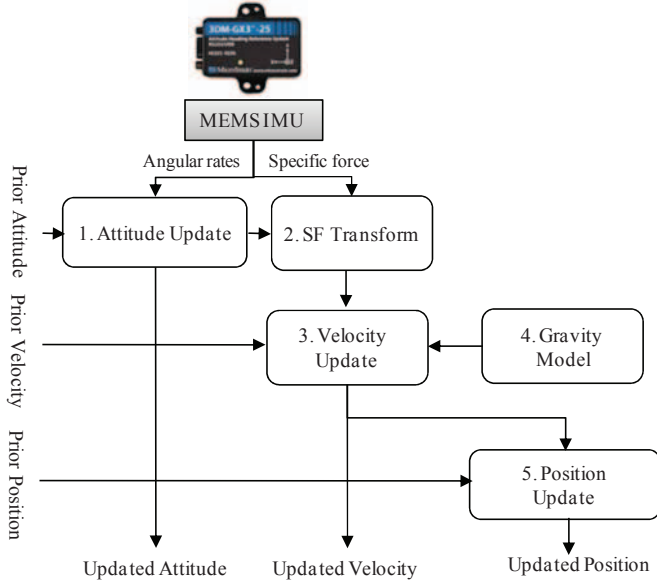 3DM-GX3 -25
MEMSIMU
Angular rates
Specific force
Prior Attitude
1. Attitude Update
2. SF Transform
Prior Velocity
3. Velocity
Update
4. Gravity
Model
Prior Position
5. Position
Update
Updated Attitude
Updated Velocity
Updated Position